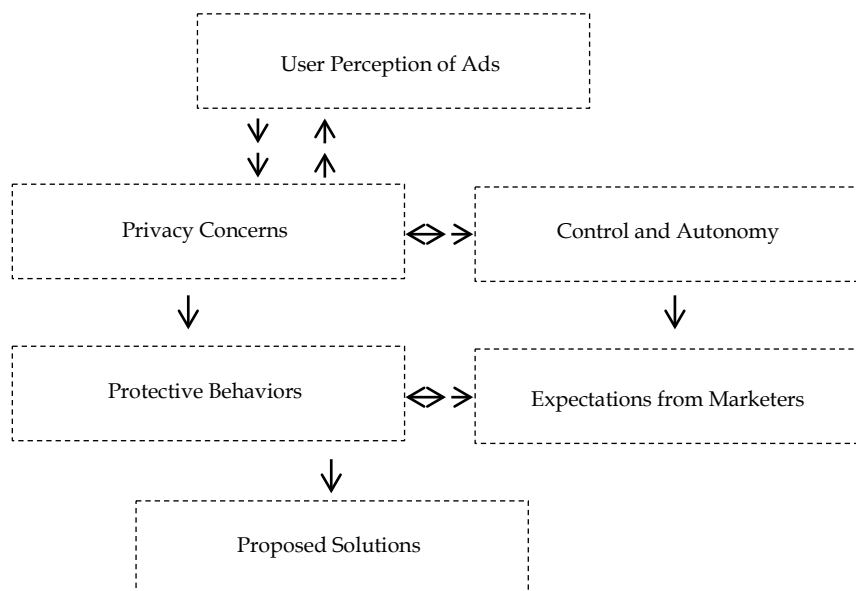 User Perception of Ads
Privacy Concerns
Control and Autonomy
Protective Behaviors
Expectations from Marketers
Proposed Solutions